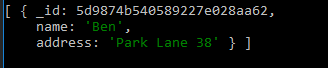 [ { _id: 5d9874b540589227e028aa62,
name: 'Ben',
address: 'Park Lane 38' } ]